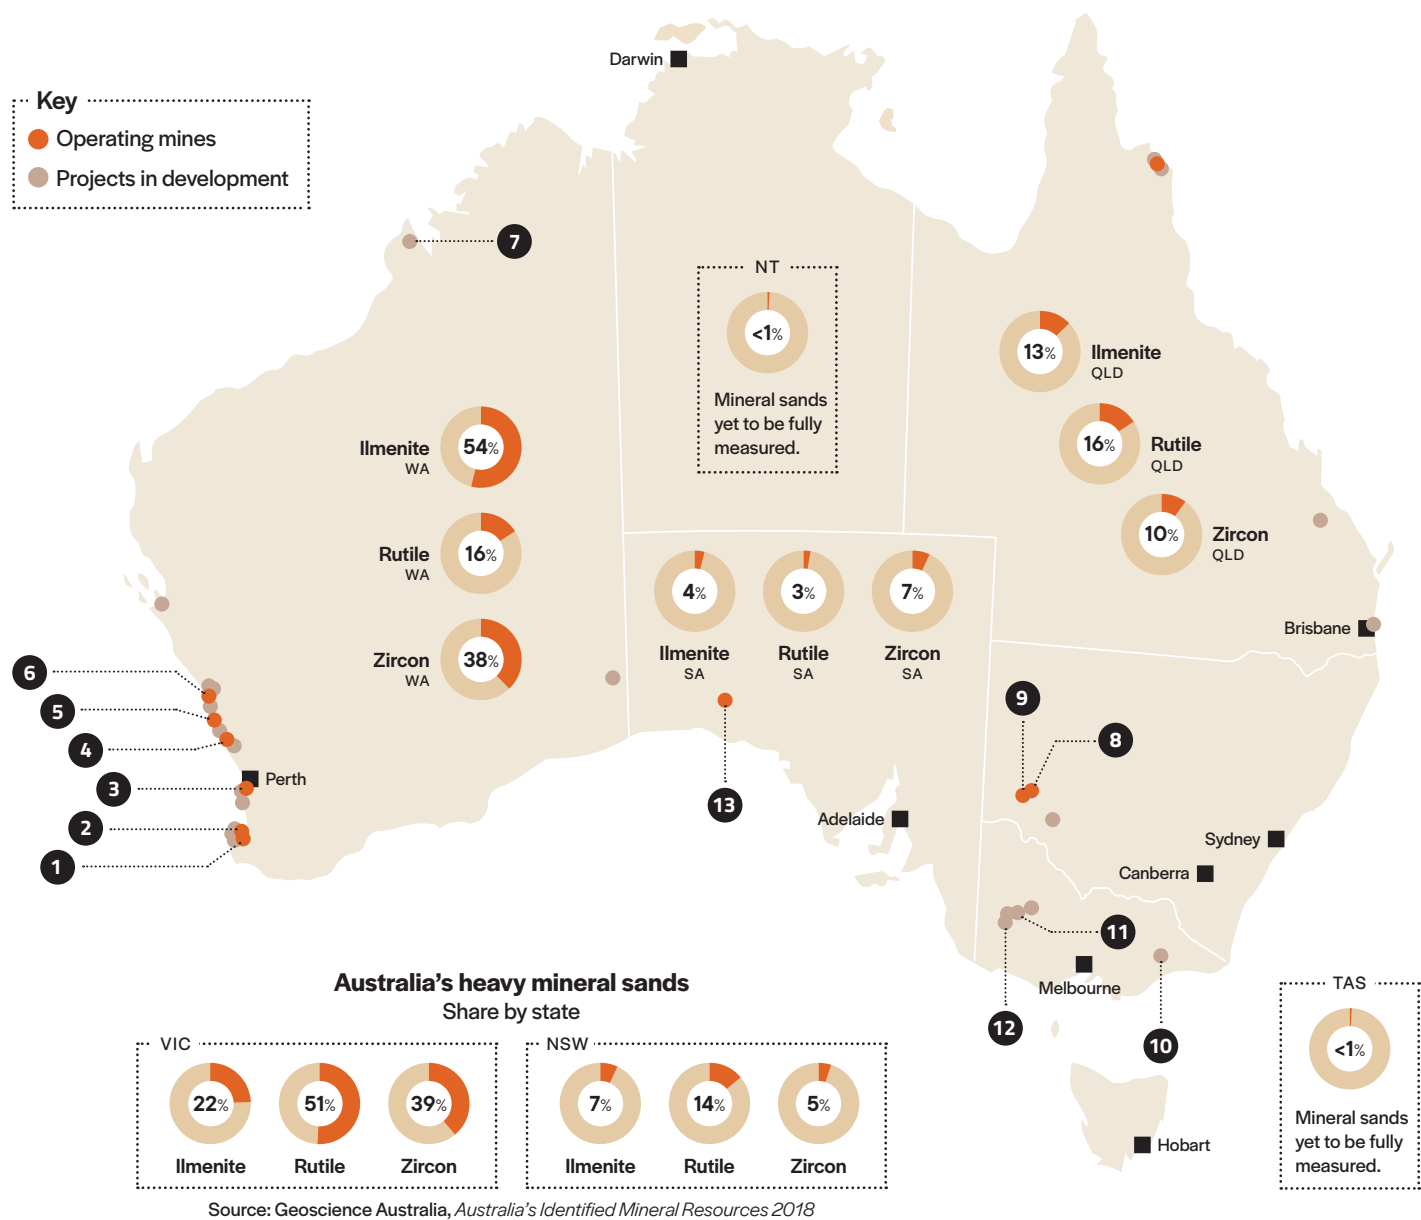 Darwin
Key
Operating mines
Projects in development
7
NT
<1%
Mineral sands
yet to be fully
measured.
13%
Ilmenite
QLD
16%
Rutile
QLD
10%
Zircon
QLD
Ilmenite
WA
54%
Rutile
WA
16%
Zircon
WA
38%
4%
Ilmenite
SA
3%
Rutile
SA
7%
Zircon
SA
Brisbane
6
5
4
3
2
1
Perth
13
9
8
Adelaide
Sydney
Canberra
11
Melbourne
12
10
Australia's heavy mineral sands
Share by state
VIC
22%
Ilmenite
51%
Rutile
39%
Zircon
NSW
7%
Ilmenite
14%
Rutile
5%
Zircon
TAS
<1%
Mineral sands
yet to be fully
measured.
Hobart
Source: Geoscience Australia, Australia's Identified Mineral Resources 2018